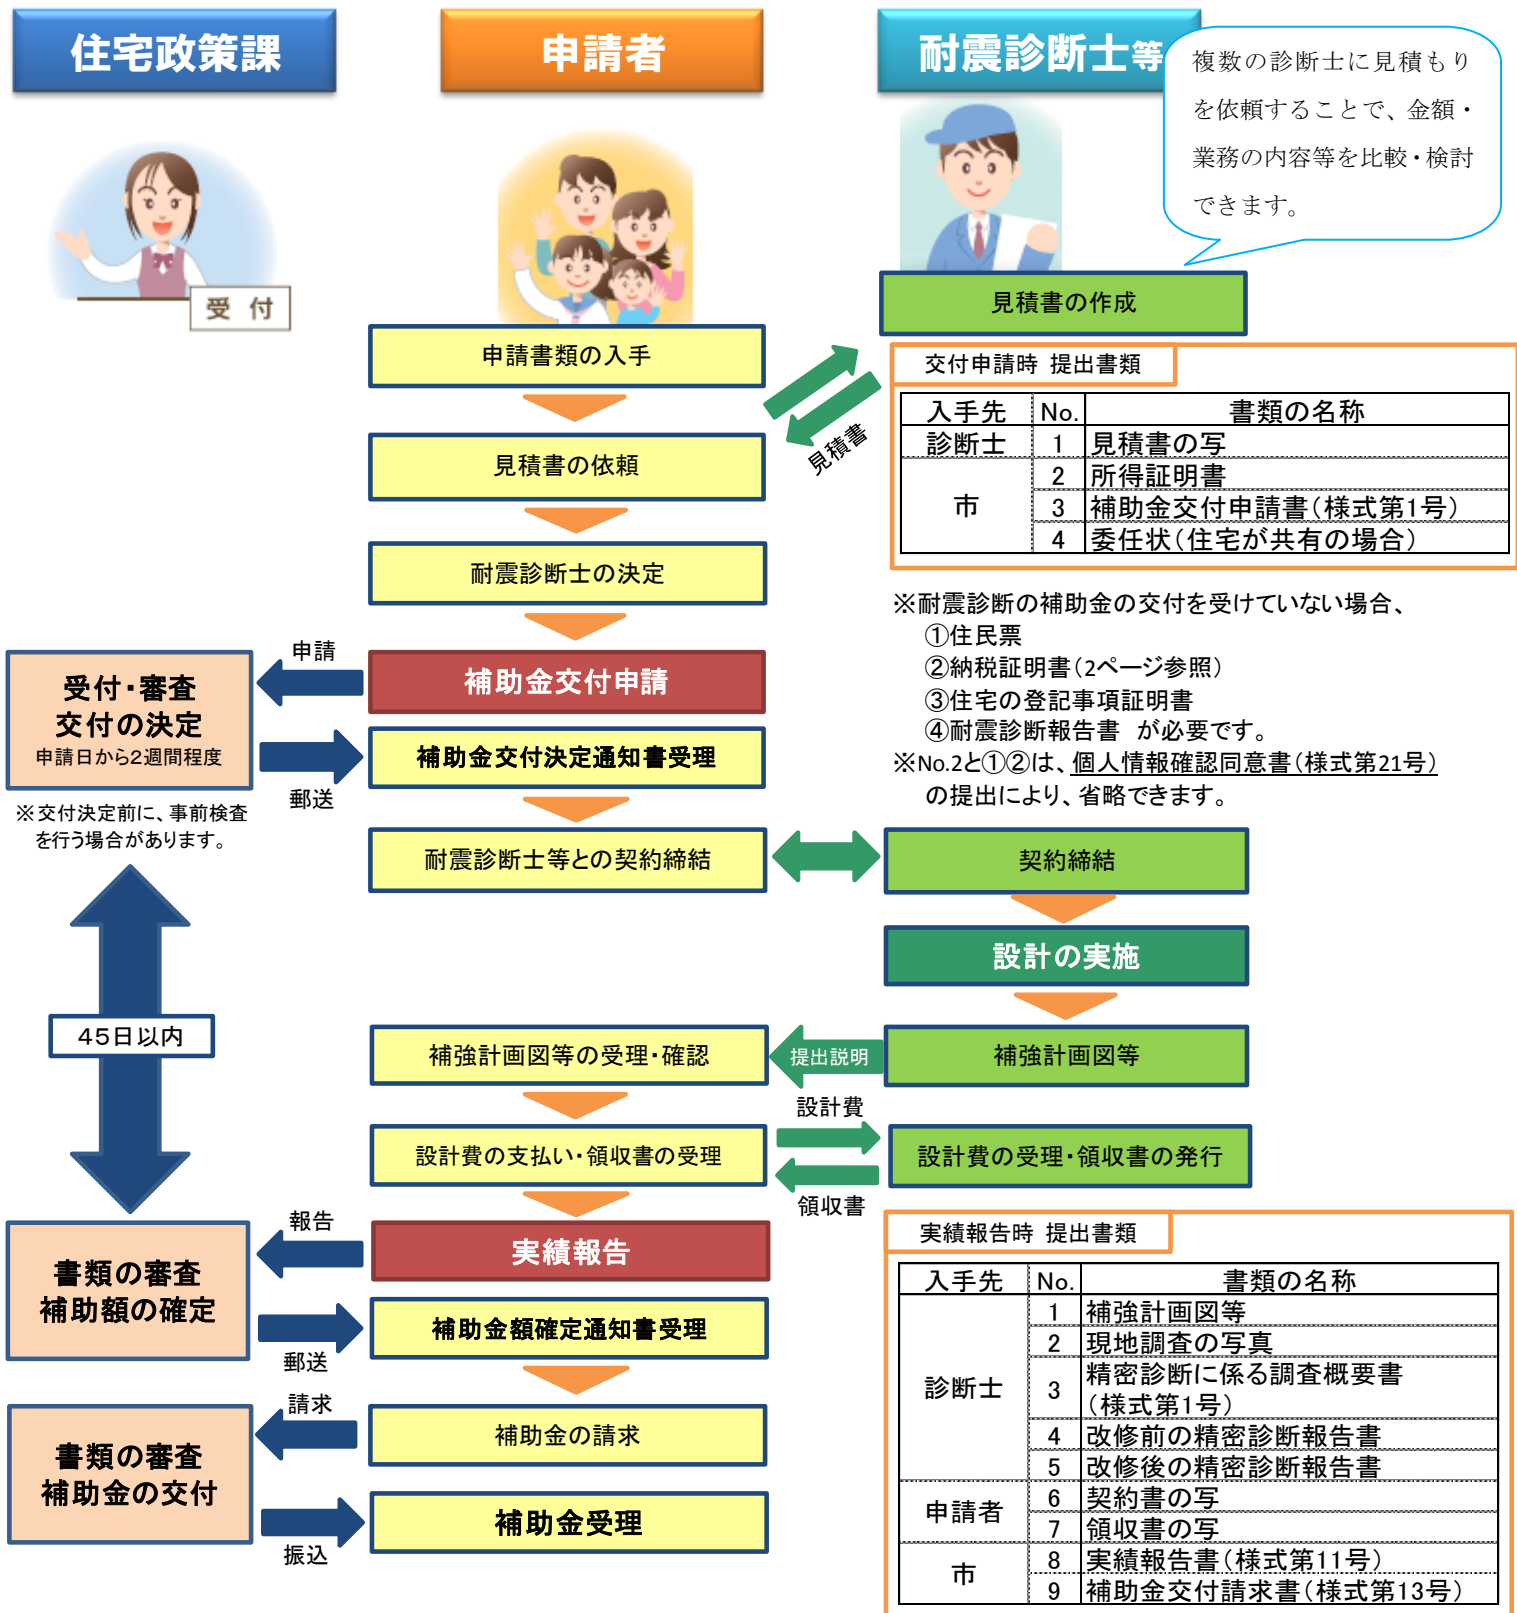 住宅政策課
申請者
耐震診断士等
複数の診断士に見積もり
を依頼することで、金額・
業務の内容等を比較・検討
できます。
受 付
見積書の作成
申請書類の入手
見積書
見積書の依頼
耐震診断士の決定
交付申請時 提出書類
入手先 No. 書類の名称
診断士 1 見積書の写
市 2 所得証明書
3 補助金交付申請書(様式第1号)
4 委任状(住宅が共有の場合)
※耐震診断の補助金の交付を受けていない場合、
①住民票
②納税証明書(2ページ参照)
③住宅の登記事項証明書
④耐震診断報告書 が必要です。
※No.2と①②は、個人情報確認同意書(様式第21号)
の提出により、省略できます。
申請
補助金交付申請
受付・審査
交付の決定
申請日から2週間程度
補助金交付決定通知書受理
郵送
※交付決定前に、事前検査
を行う場合があります。
耐震診断士等との契約締結
契約締結
設計の実施
45日以内
補強計画図等の受理・確認
提出説明
補強計画図等
設計費
設計費の支払い・領収書の受理
設計費の受理・領収書の発行
領収書
報告
実績報告
書類の審査
補助額の確定
補助金額確定通知書受理
郵送
請求
補助金の請求
書類の審査
補助金の交付
補助金受理
振込
実績報告時 提出書類
入手先 No. 書類の名称
診断士 1 補強計画図等
2 現地調査の写真
3 精密診断に係る調査概要書
(様式第1号)
4 改修前の精密診断報告書
5 改修後の精密診断報告書
申請者 6 契約書の写
7 領収書の写
市 8 実績報告書(様式第11号)
9 補助金交付請求書(様式第13号)